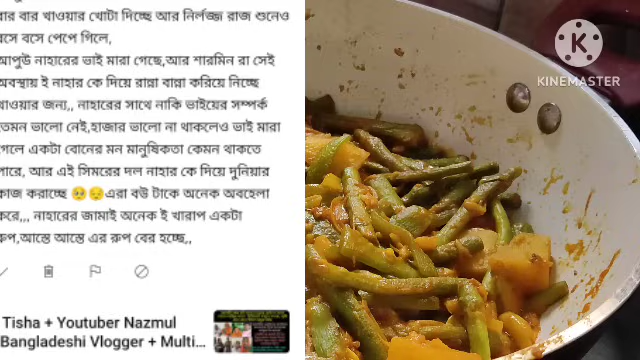 বার বার খাওয়ার খোটা দিচ্ছে আর নির্লজ্জ রাজ শুনেও
বসে বসে পেপে গিলে,
আপুউ নাহারের ভাই মারা গেছে,আর শারমিন রা সেই
অবস্থায় ই নাহার কে দিয়ে রান্না বান্না করিয়ে নিচ্ছে
খাওয়ার জন্য,, নাহারের সাথে নাকি ভাইয়ের সম্পর্ক
তেমন ভালো নেই,হাজার ভালো না থাকলেও ভাই মারা
গেলে একটা বোনের মন মানুষিকতা কেমন থাকতে
পারে, আর এই সিমরের দল নাহার কে দিয়ে দুনিয়ার
কাজ করাচ্ছে 🥺😔এরা বউ টাকে অনেক অবহেলা
করে,,, নাহারের জামাই অনেক ই খারাপ একটা
রুপ,আস্তে আস্তে এর রুপ বের হচ্ছে,,
Tisha + Youtuber Nazmul
Bangladeshi Vlogger + Multi...
KINEMASTER